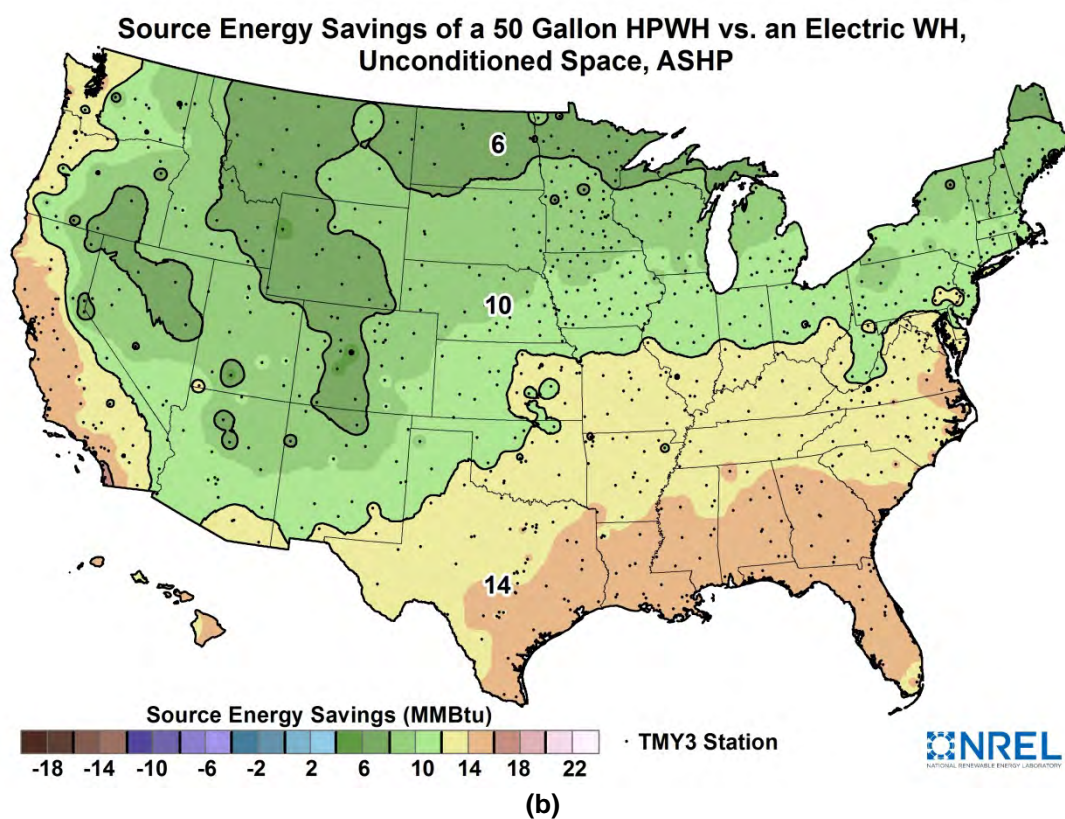 Source Energy Savings of a 50 Gallon HPWH vs. an Electric WH,
Unconditioned Space, ASHP
6
10
14
Source Energy Savings (MMBtu)
-18 -14 -10 -6 -2 2 6 10 14 18 22
· TMY3 Station
NREL
NATIONAL RENEWABLE ENERGY LABORATORY
(b)